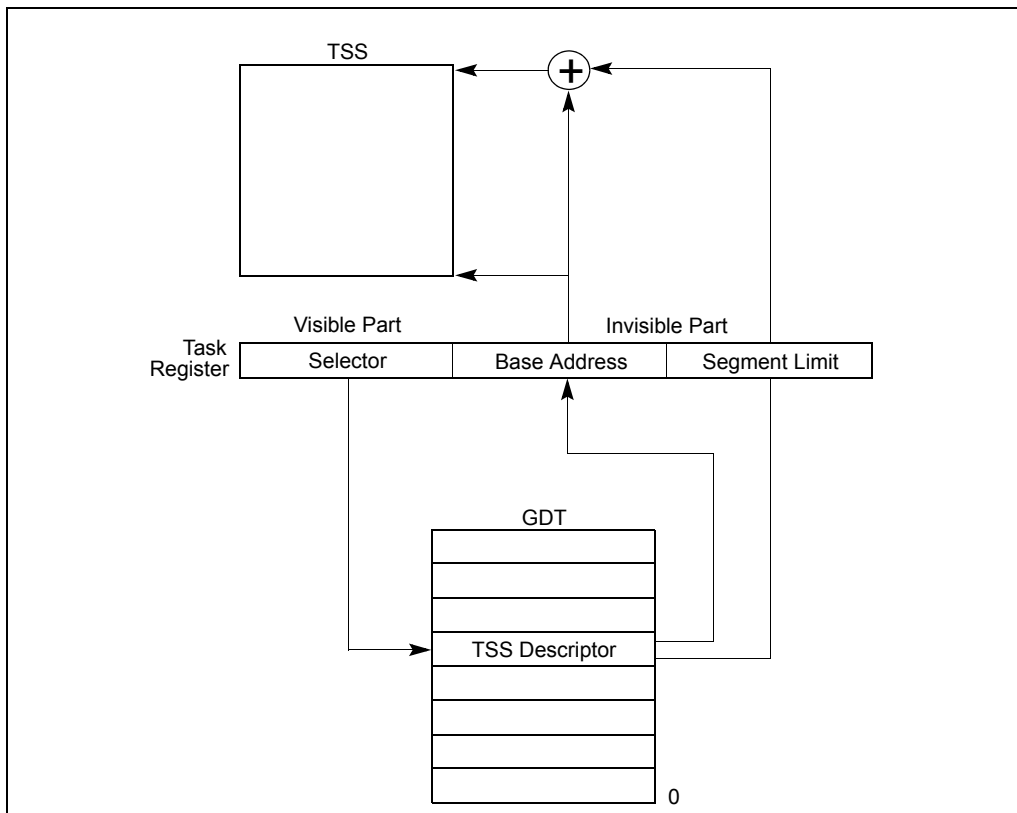 TSS
+
Visible Part
Invisible Part
Task
Register
Selector
Base Address
Segment Limit
GDT
TSS Descriptor
0